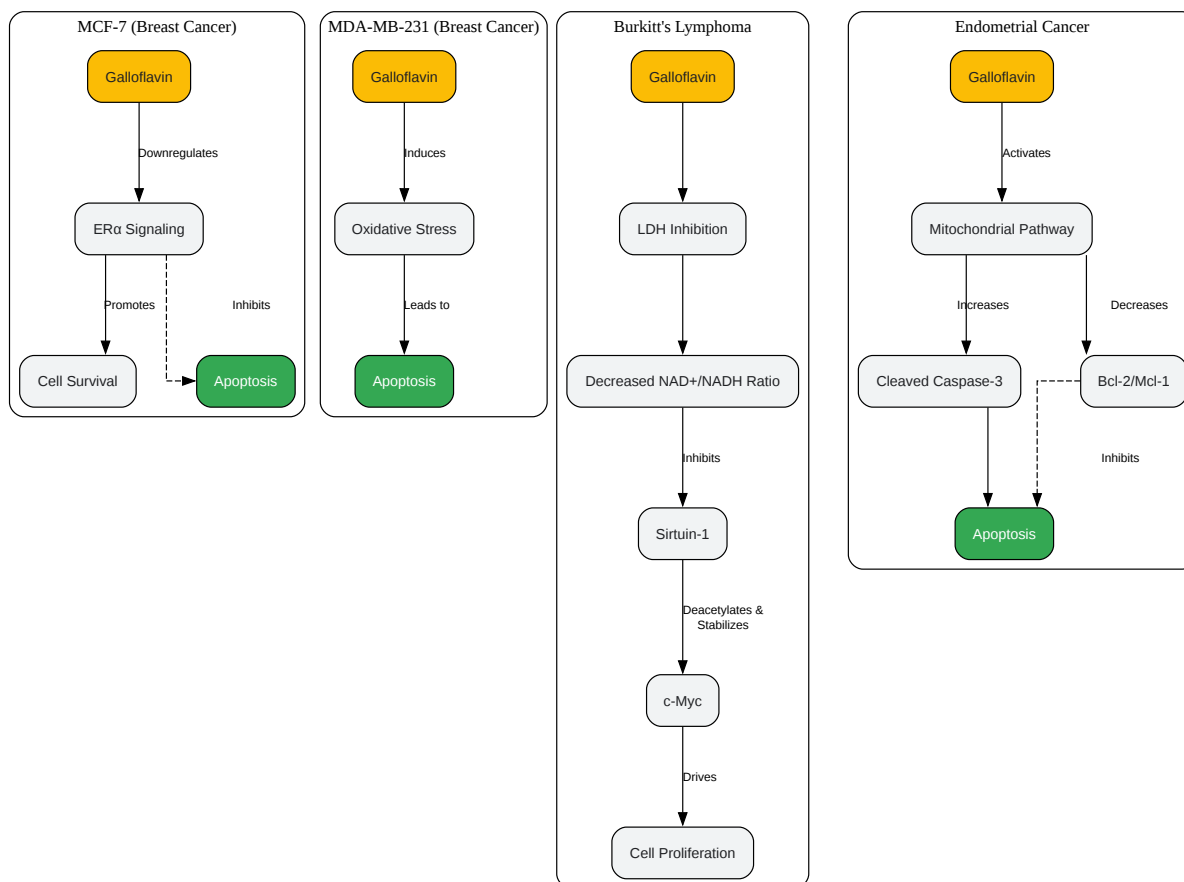 MCF-7 (Breast Cancer)
Galloflavin
Downregulates
ERα Signaling
Promotes
Inhibits
Cell Survival
Apoptosis
MDA-MB-231 (Breast Cancer)
Galloflavin
Induces
Oxidative Stress
Leads to
Apoptosis
Burkitt's Lymphoma
Galloflavin
LDH Inhibition
Decreased NAD+/NADH Ratio
Inhibits
Sirtuin-1
Deacetylates &
Stabilizes
c-Myc
Drives
Cell Proliferation
Endometrial Cancer
Galloflavin
Activates
Mitochondrial Pathway
Increases
Decreases
Cleaved Caspase-3
Bcl-2/Mcl-1
Inhibits
Apoptosis